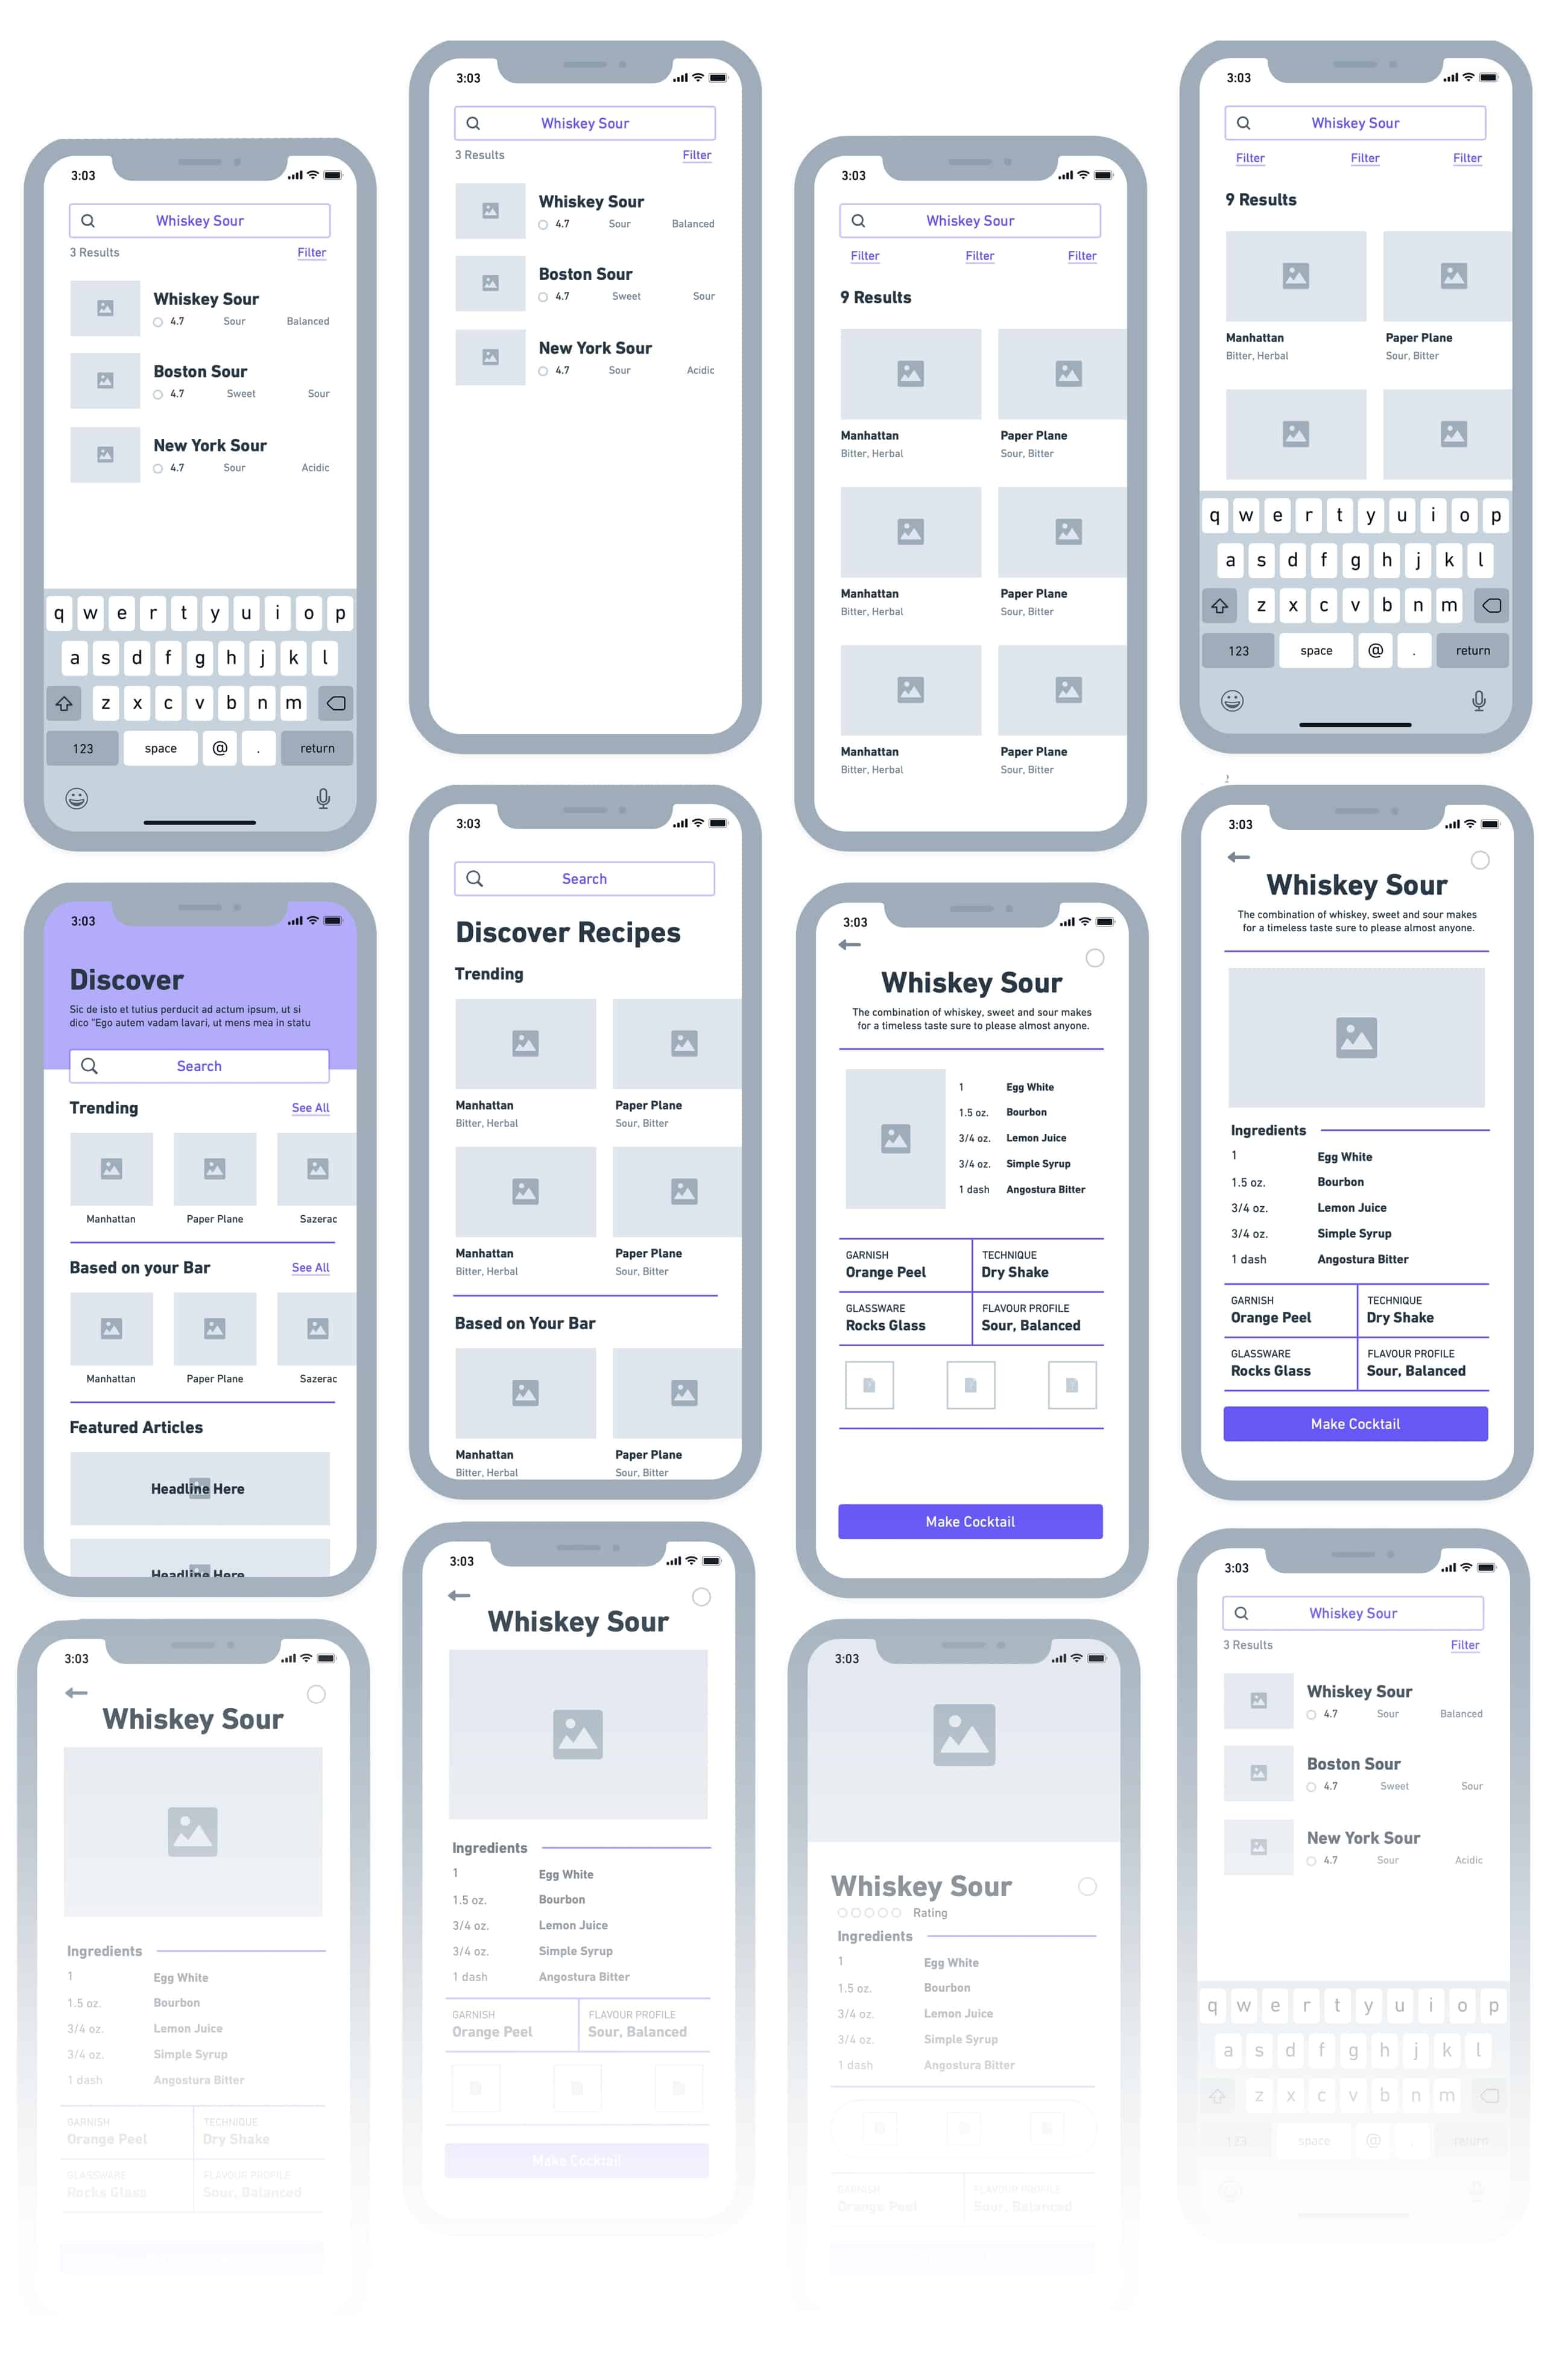 3:03
Whiskey Sour
3 Results Filter
Whiskey Sour
4.7 Sour Balanced
Boston Sour
4.7 Sweet Sour
New York Sour
4.7 Sour Acidic
q w e r t y u i o p
a s d f g h j k l
z x c v b n m
123 space @ . return
3:03
Whiskey Sour
3 Results Filter
Whiskey Sour
4.7 Sour Balanced
Boston Sour
4.7 Sweet Sour
New York Sour
4.7 Sour Acidic
3:03
Whiskey Sour
Filter Filter Filter
9 Results
Manhattan Paper Plane
Bitter, Herbal Sour, Bitter
Manhattan Paper Plane
Bitter, Herbal Sour, Bitter
Manhattan Paper Plane
Bitter, Herbal Sour, Bitter
3:03
Whiskey Sour
Filter Filter Filter
9 Results
Manhattan Paper Plane
Bitter, Herbal Sour, Bitter
q w e r t y u i o p
a s d f g h j k l
z x c v b n m
123 space @ . return
3:03
Discover
Sic de isto et tutius perducit ad actum ipsum, ut si
dico "Ego autem vadam lavari, ut mens mea in statu
Search
Trending See All
Manhattan Paper Plane Sazerac
Based on your Bar See All
Manhattan Paper Plane Sazerac
Featured Articles
Headline Here
Headline Here
3:03
Search
Discover Recipes
Trending
Manhattan Paper Plane
Bitter, Herbal Sour, Bitter
Manhattan Paper Plane
Bitter, Herbal Sour, Bitter
Based on Your Bar
Manhattan Paper Plane
Bitter, Herbal Sour, Bitter
3:03
Whiskey Sour
The combination of whiskey, sweet and sour makes
for a timeless taste sure to please almost anyone.
1 Egg White
1.5 oz. Bourbon
3/4 oz. Lemon Juice
3/4 oz. Simple Syrup
1 dash Angostura Bitter
GARNISH TECHNIQUE
Orange Peel Dry Shake
GLASSWARE FLAVOUR PROFILE
Rocks Glass Sour, Balanced
Make Cocktail
3:03
Whiskey Sour
The combination of whiskey, sweet and sour makes
for a timeless taste sure to please almost anyone.
Ingredients
1 Egg White
1.5 oz. Bourbon
3/4 oz. Lemon Juice
3/4 oz. Simple Syrup
1 dash Angostura Bitter
GARNISH TECHNIQUE
Orange Peel Dry Shake
GLASSWARE FLAVOUR PROFILE
Rocks Glass Sour, Balanced
Make Cocktail
3:03
Whiskey Sour
Ingredients
1 Egg White
1.5 oz. Bourbon
3/4 oz. Lemon Juice
3/4 oz. Simple Syrup
1 dash Angostura Bitter
GARNISH TECHNIQUE
Orange Peel Dry Shake
GLASSWARE FLAVOUR PROFILE
Rocks Glass Sour, Balanced
3:03
Whiskey Sour
Ingredients
1 Egg White
1.5 oz. Bourbon
3/4 oz. Lemon Juice
3/4 oz. Simple Syrup
1 dash Angostura Bitter
GARNISH FLAVOUR PROFILE
Orange Peel Sour, Balanced
Make Cocktail
3:03
Whiskey Sour
Rating
Ingredients
1 Egg White
1.5 oz. Bourbon
3/4 oz. Lemon Juice
3/4 oz. Simple Syrup
1 dash Angostura Bitter
GARNISH FLAVOUR PROFILE
Orange Peel Sour, Balanced
3:03
Whiskey Sour
3 Results Filter
Whiskey Sour
4.7 Sour Balanced
Boston Sour
4.7 Sweet Sour
New York Sour
4.7 Sour Acidic
q w e r t y u i o p
a s d f g h j k l
z x c v b n m
123 space @ return